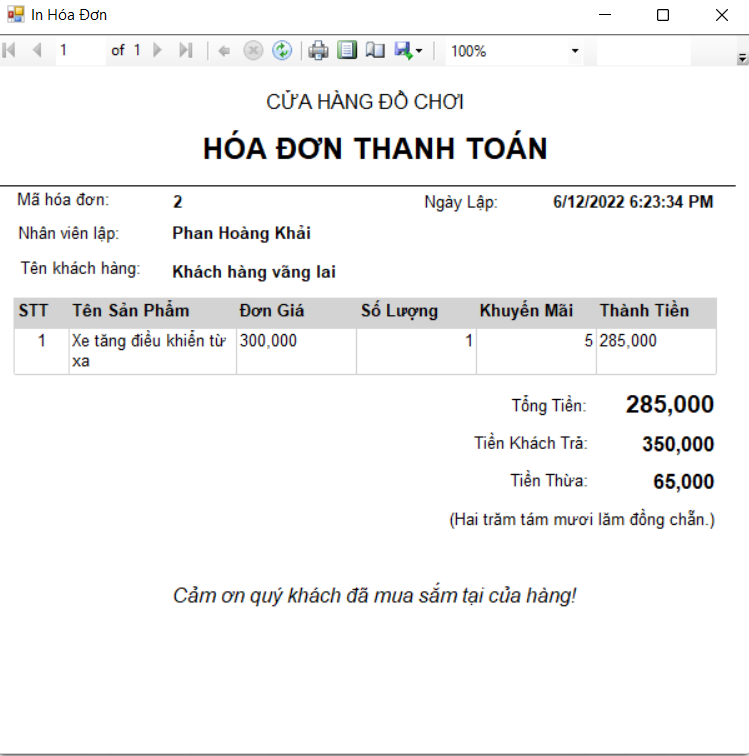 In Hóa Đơn
1 of 1 100%
CỬA HÀNG ĐỒ CHƠI
HÓA ĐƠN THANH TOÁN
Mã hóa đơn: 2 Ngày Lập: 6/12/2022 6:23:34 PM
Nhân viên lập: Phan Hoàng Khải
Tên khách hàng: Khách hàng vãng lai
STT Tên Sản Phẩm Đơn Giá Số Lượng Khuyến Mãi Thành Tiền
1 Xe tăng điều khiển từ 300,000 1 5 285,000
xa
Tổng Tiền: 285,000
Tiền Khách Trả: 350,000
Tiền Thừa: 65,000
(Hai trăm tám mươi lăm đồng chẵn.)
Cảm ơn quý khách đã mua sắm tại của hàng!